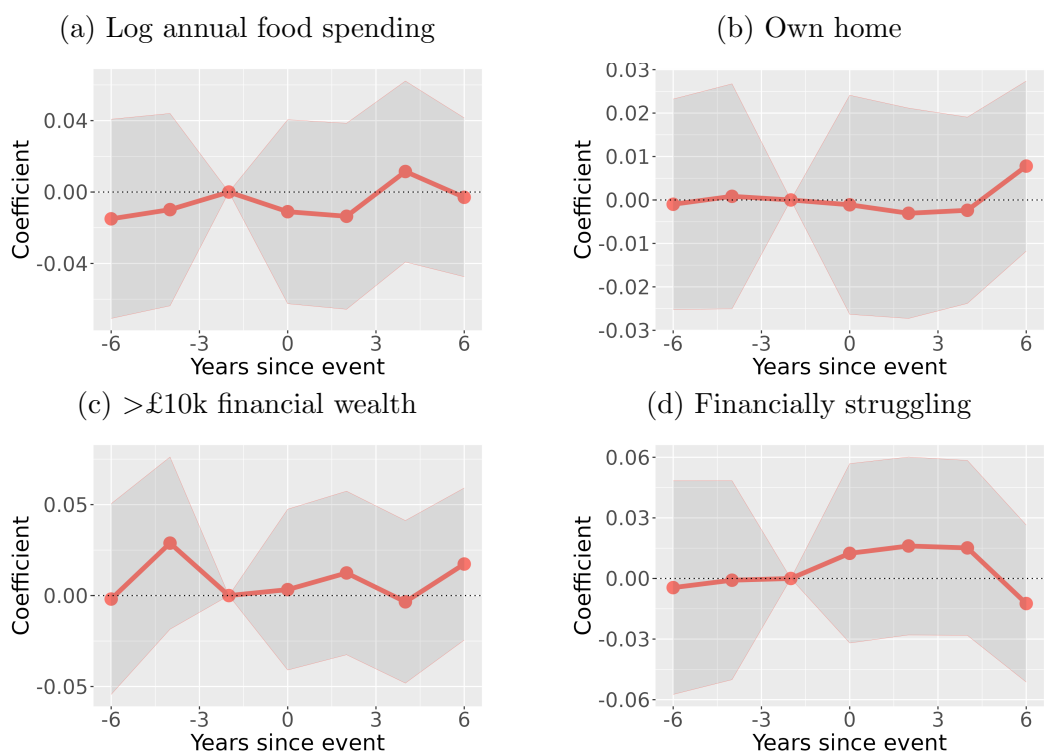 (a) Log annual food spending
0.04
0.00
-0.04
Coefficient
-6 -3 0 3 6
Years since event
(b) Own home
0.03
0.02
0.01
0.00
-0.01
-0.02
-0.03
Coefficient
-6 -3 0 3 6
Years since event
(c) >£10k financial wealth
0.05
0.00
-0.05
Coefficient
-6 -3 0 3 6
Years since event
(d) Financially struggling
0.06
0.03
0.00
-0.03
-0.06
Coefficient
-6 -3 0 3 6
Years since event